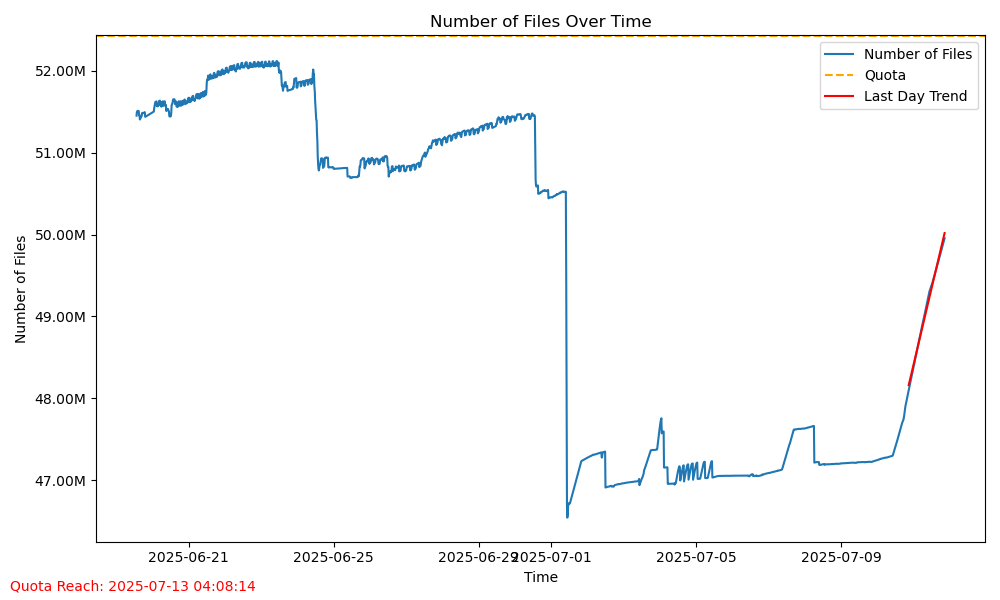 Number of Files Over Time
Number of Files
Quota
Last Day Trend
52.00M
51.00M
50.00M
49.00M
48.00M
47.00M
Number of Files
2025-06-21
2025-06-25
2025-06-29
2025-07-01
2025-07-05
2025-07-09
Time
Quota Reach: 2025-07-13 04:08:14